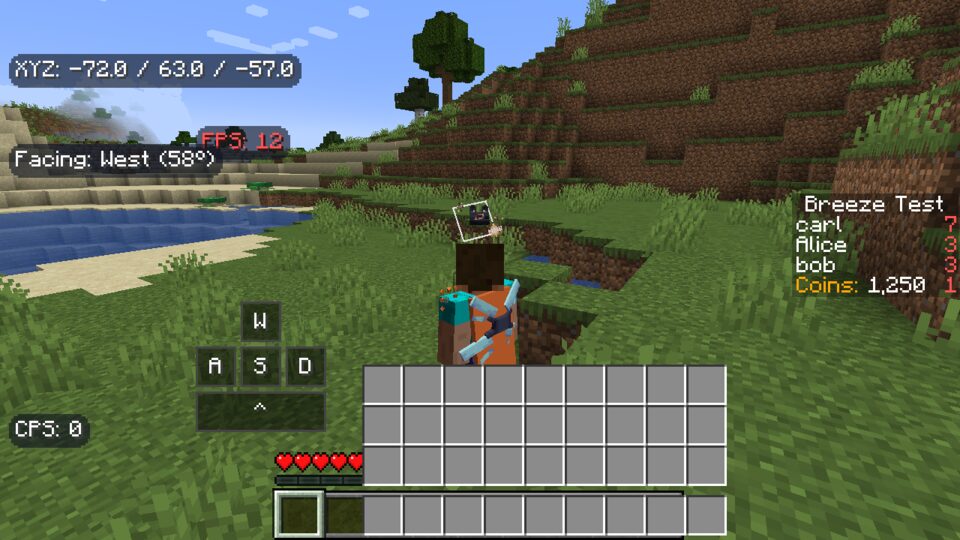 XYZ: -72.0 / 63.0 / -57.0
FPS: 12
Facing: West (58º)
Breeze Test
carl 7
Alice 3
bob 3
Coins: 1,250 1
W
A S D
^
CPS: 0